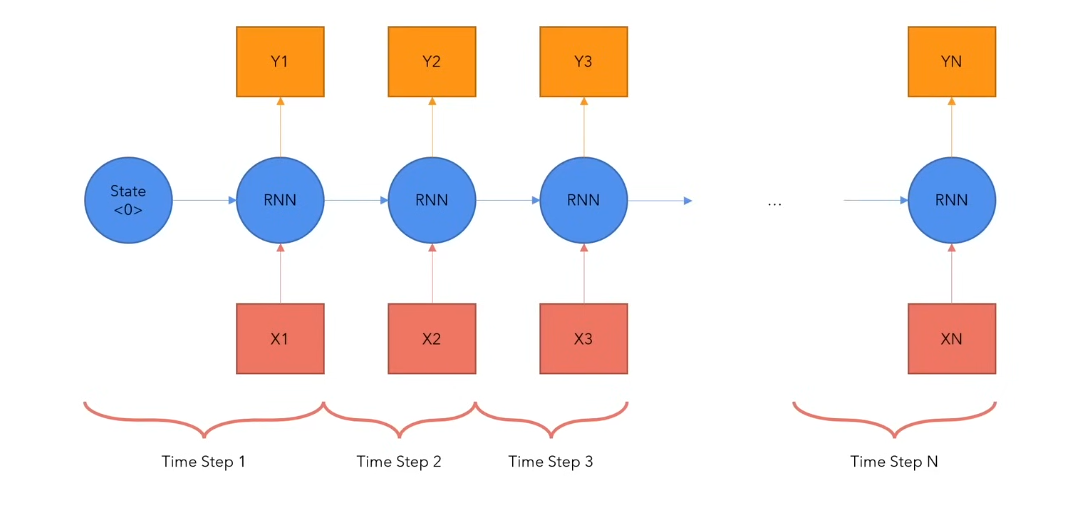 Y1
Y2
Y3
YN
State
<0>
RNN
RNN
RNN
...
RNN
X1
X2
X3
XN
Time Step 1
Time Step 2
Time Step 3
Time Step N